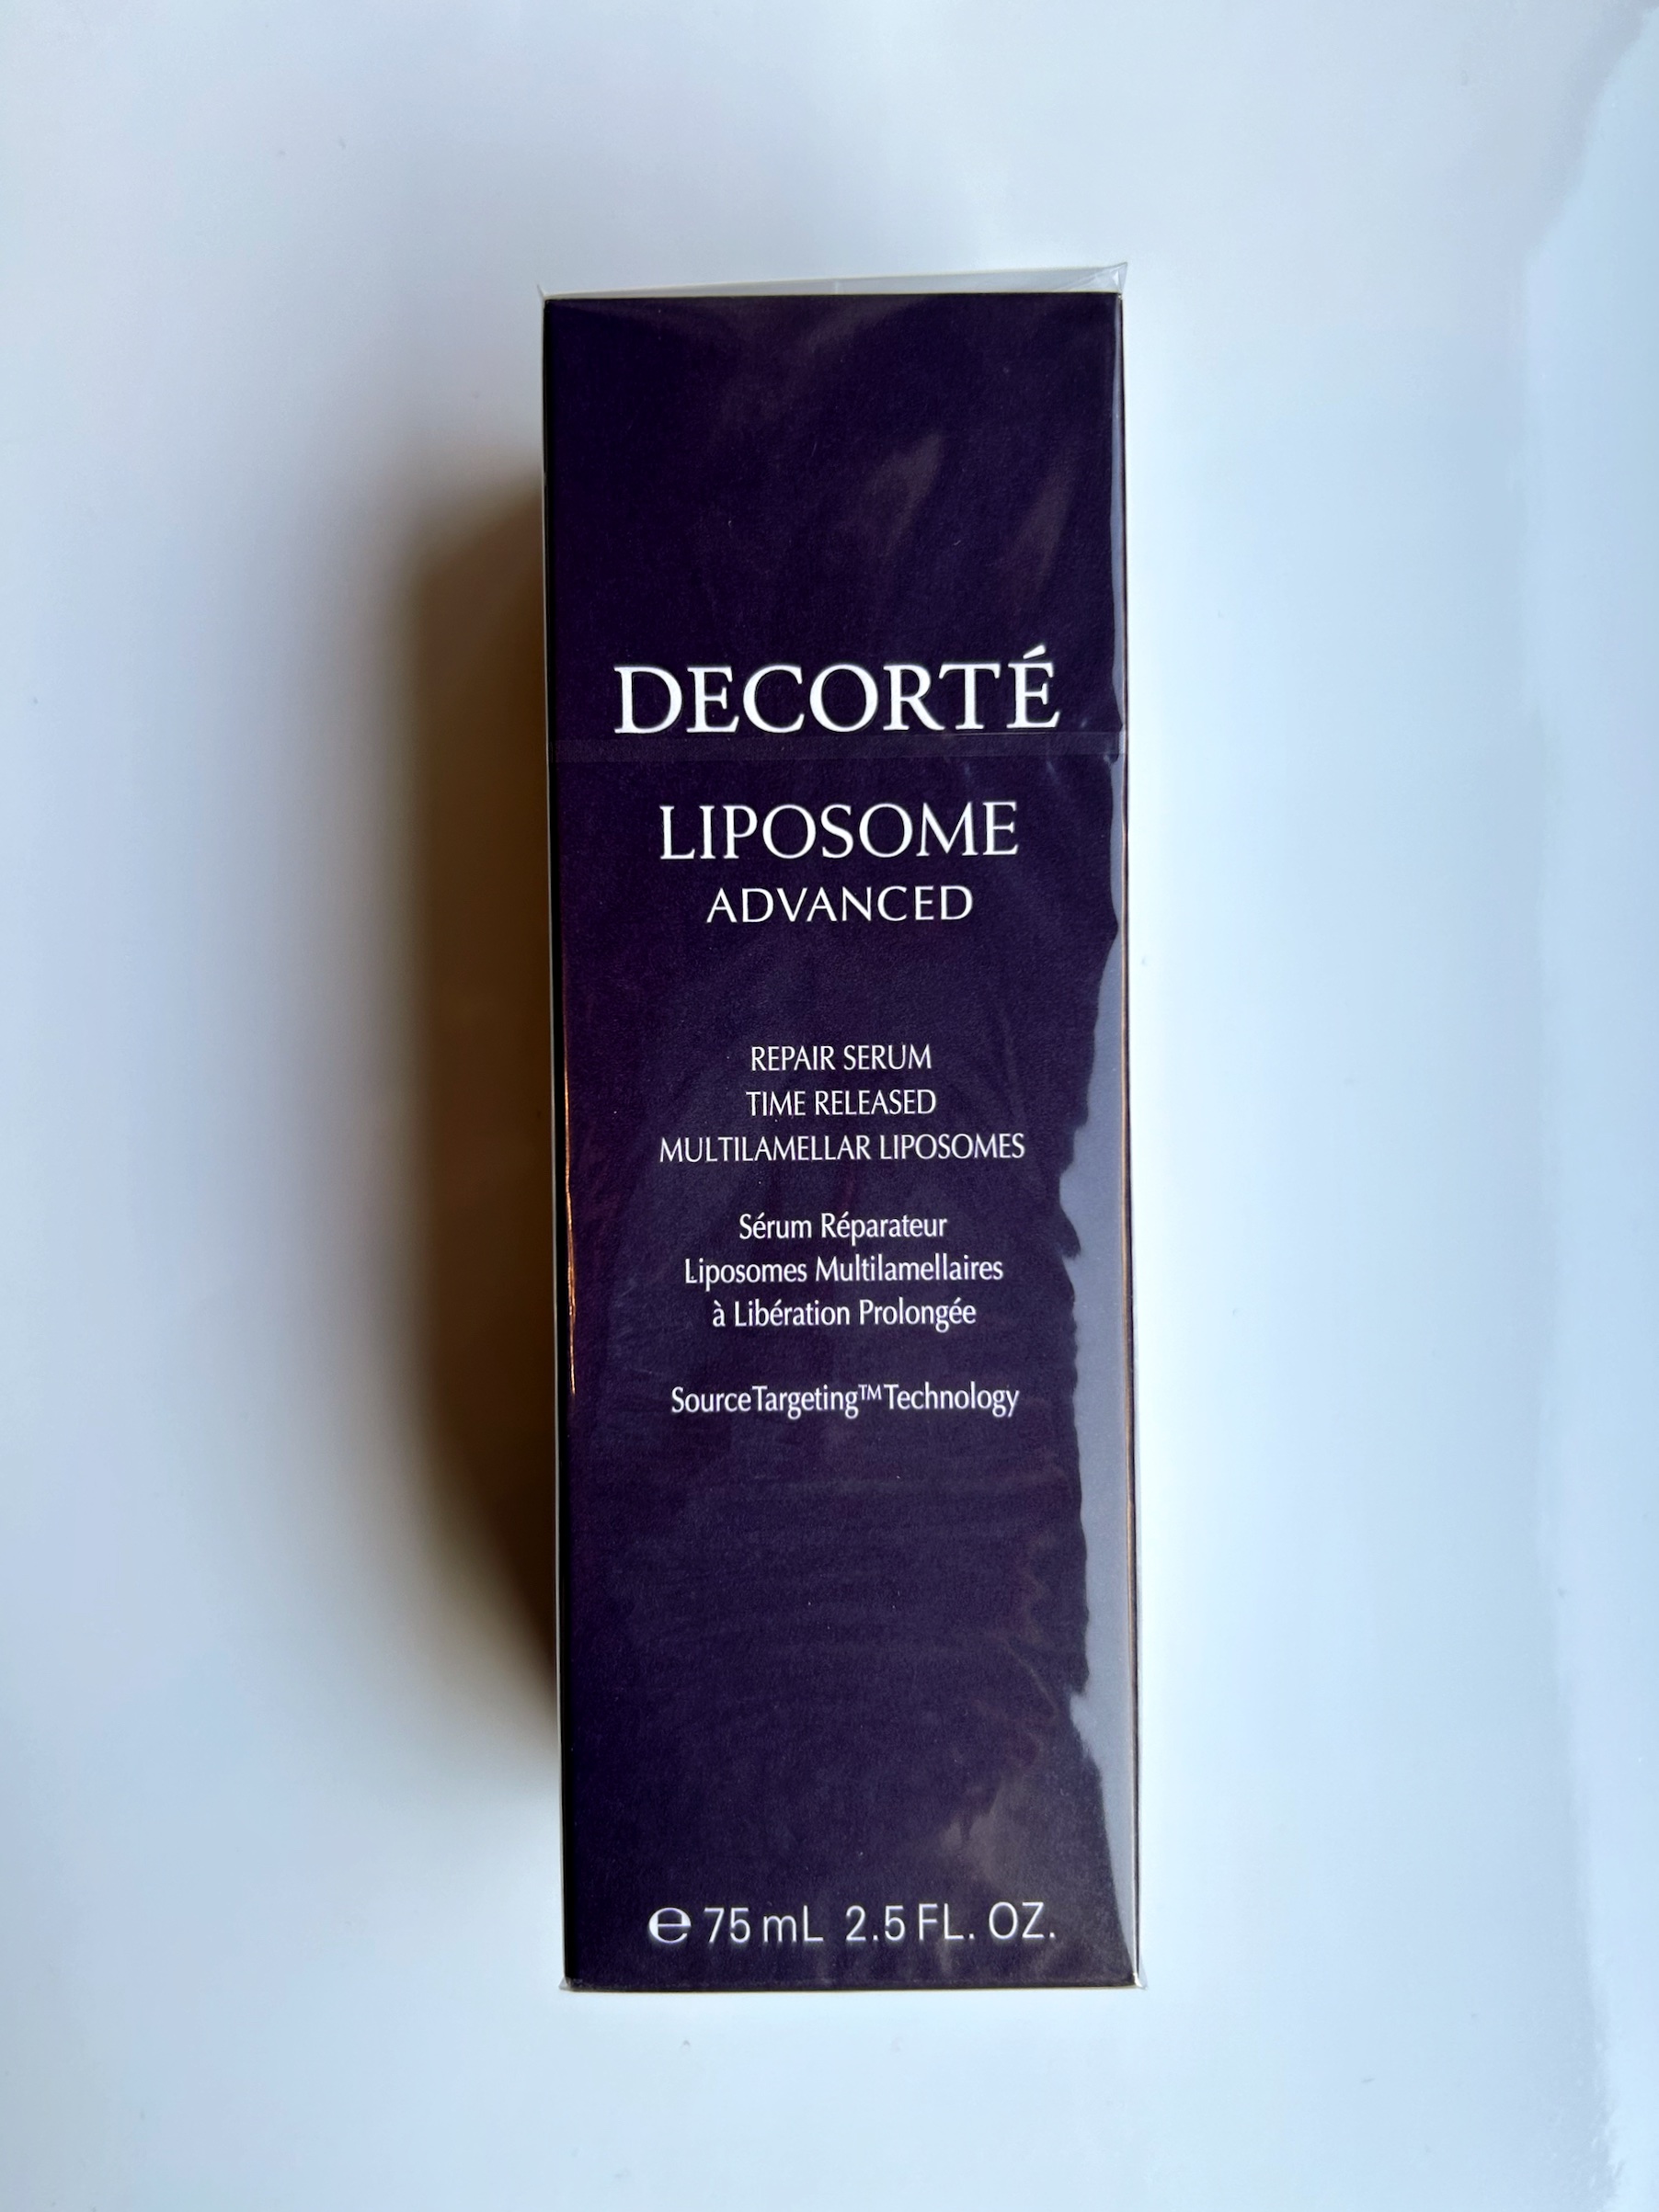 DECORTÉ
LIPOSOME
ADVANCED
REPAIR SERUM
TIME RELEASED
MULTILAMELLAR LIPOSOMES
Sérum Réparateur
Liposomes Multilamellaires
à Libération Prolongée
SourceTargeting™Technology
℮ 75 mL 2.5 FL. OZ.